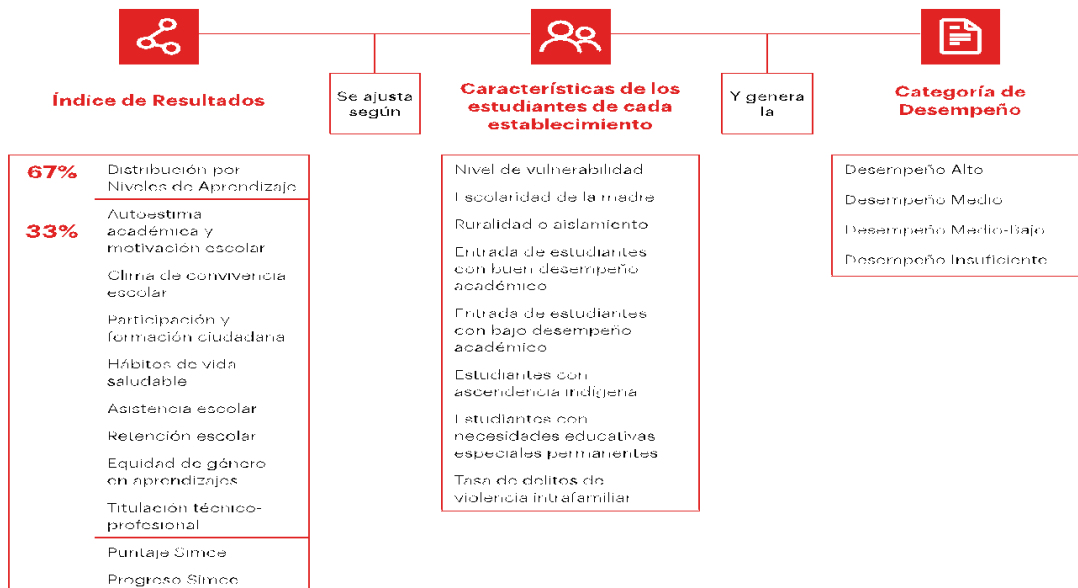 Índice de Resultados
Se ajusta
según
Características de los
estudiantes de cada
establecimiento
Y genera
la
Categoría de
Desempeño
67%
Distribución por
Niveles de Aprendizaje
33%
Autoestima
académica y
motivación escolar
Clima de convivencia
escolar
Participación y
formación ciudadana
Hábitos de vida
saludable
Asistencia escolar
Retención escolar
Equidad de género
en aprendizajes
Titulación técnico-
profesional
Puntaje Simce
Progreso Simce
Nivel de vulnerabilidad
Escolaridad de la madre
Ruralidad o aislamiento
Entrada de estudiantes
con buen desempeño
académico
Entrada de estudiantes
con bajo desempeño
académico
Estudiantes con
ascendencia indígena
Estudiantes con
necesidades educativas
especiales permanentes
Tasa de delitos de
violencia intrafamiliar
Desempeño Alto
Desempeño Medio
Desempeño Medio-Bajo
Desempeño Insuficiente